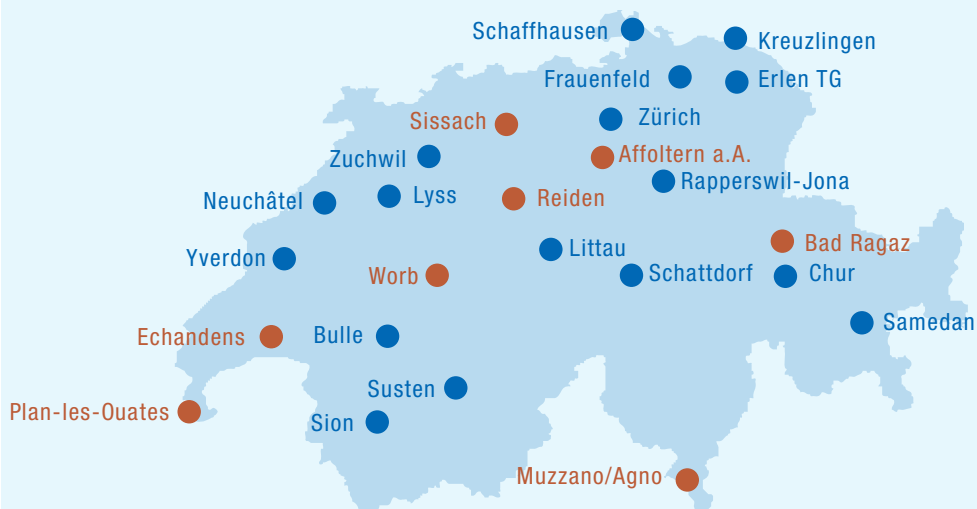 Schaffhausen
Kreuzlingen
Frauenfeld
Erlen TG
Sissach
Zürich
Zuchwil
Affoltern a.A.
Rapperswil-Jona
Neuchâtel
Lyss
Reiden
Bad Ragaz
Littau
Yverdon
Worb
Schattdorf
Chur
Samedan
Echandens
Bulle
Susten
Plan-les-Ouates
Sion
Muzzano/Agno